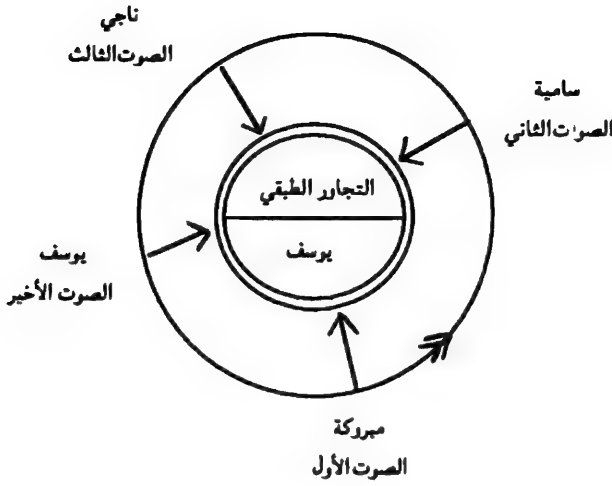 ناجي
الصوت الثالث
سامية
الصوت الثاني
التجاور الطبقي
يوسف
يوسف
الصوت الأخير
مبروكة
الصوت الأول